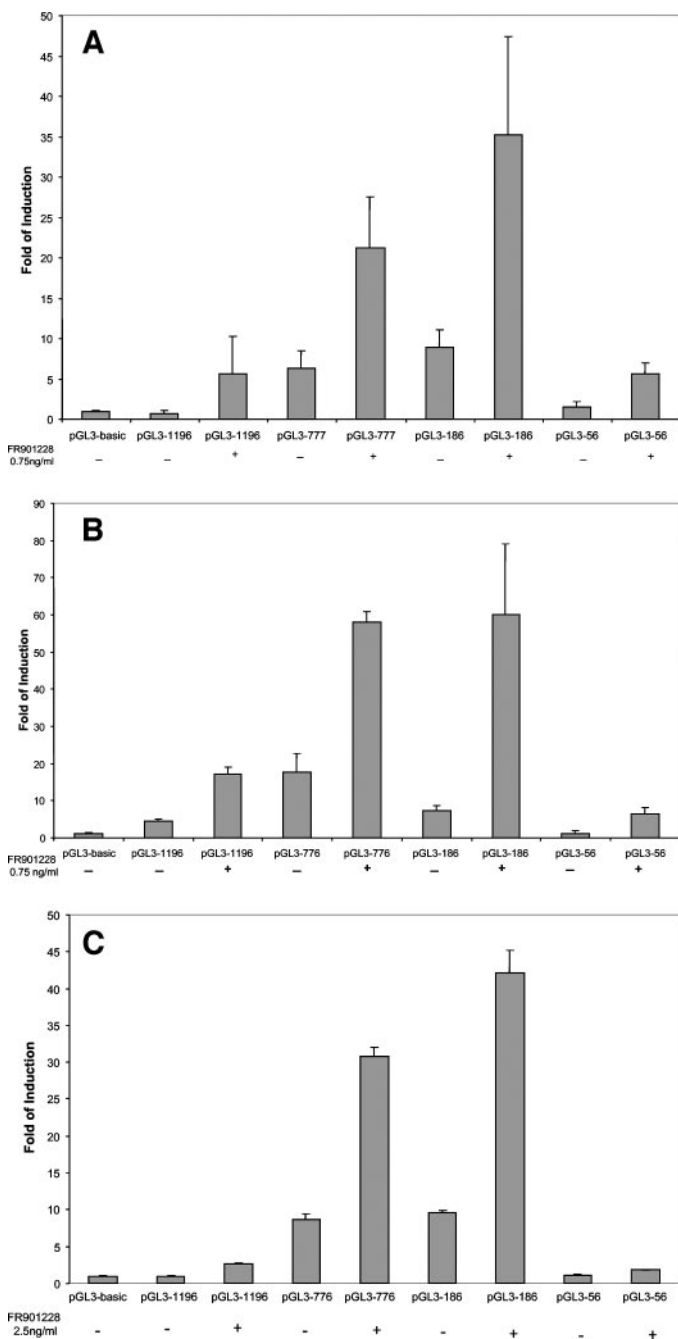 A
50
45
40
35
30
25
20
15
10
5
0
Fold of Induction
pGL3-basic pGL3-1196 pGL3-1196 pGL3-777 pGL3-777 pGL3-186 pGL3-186 pGL3-56 pGL3-56
FR901228
0.75ng/ml – – + – + – + – +
B
90
80
70
60
50
40
30
20
10
0
Fold of Induction
pGL3-basic pGL3-1196 pGL3-1196 pGL3-776 pGL3-776 pGL3-186 pGL3-186 pGL3-56 pGL3-56
FR901228
0.75 ng/ml – – + – + – + – +
C
50
45
40
35
30
25
20
15
10
5
0
Fold of Induction
pGL3-basic pGL3-1196 pGL3-1196 pGL3-776 pGL3-776 pGL3-186 pGL3-186 pGL3-56 pGL3-56
FR901228
2.5ng/ml - - + - + - + - +